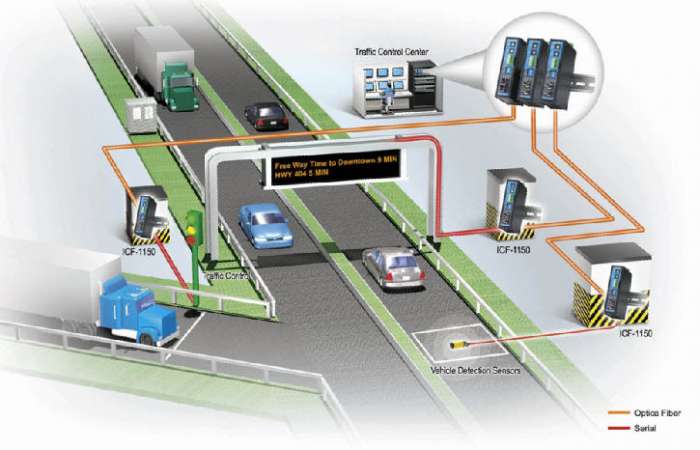 Traffic Control Center
Free Way Time to Downtown 9 MIN
HWY 404 5 MIN
ICF-1150
ICF-1150
Traffic Control
ICF-1150
Vehicle Detection Sensors
Optics Fiber
Serial